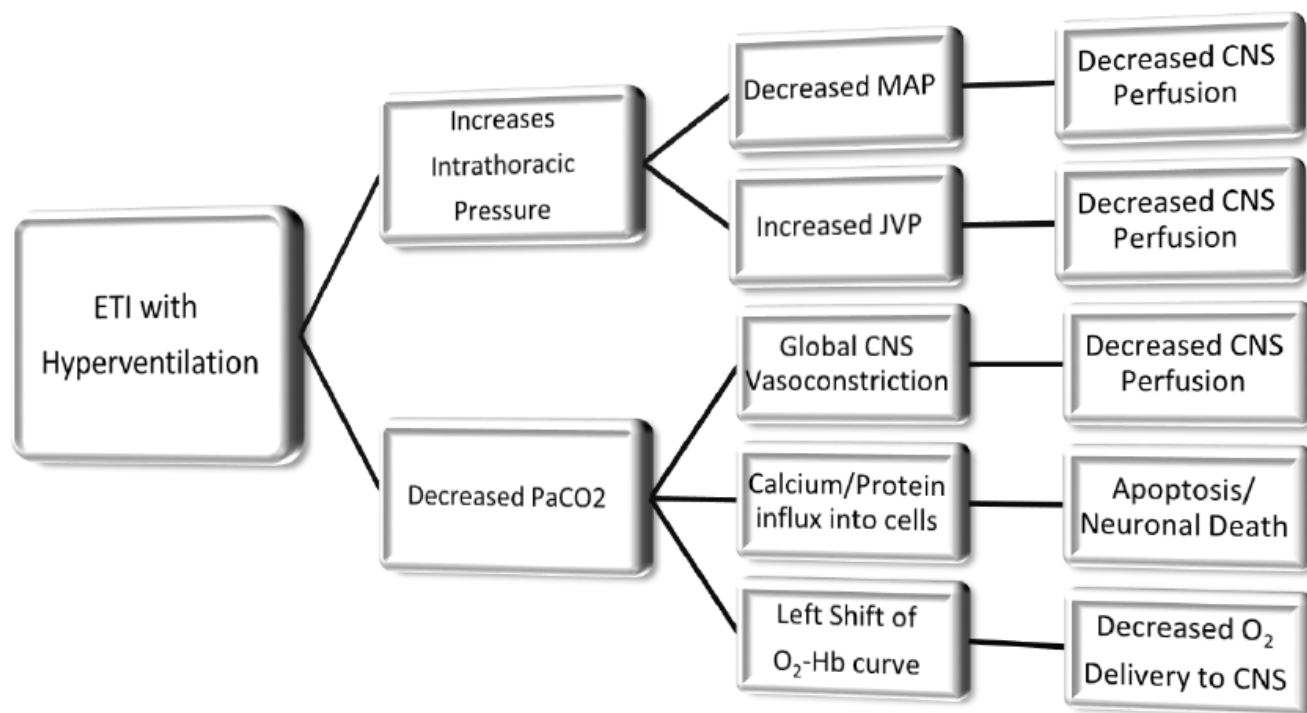 ETI with
Hyperventilation
Increases
Intrathoracic
Pressure
Decreased MAP
Decreased CNS
Perfusion
Increased JVP
Decreased CNS
Perfusion
Decreased PaCO2
Global CNS
Vasoconstriction
Decreased CNS
Perfusion
Calcium/Protein
influx into cells
Apoptosis/
Neuronal Death
Left Shift of
O₂-Hb curve
Decreased O₂
Delivery to CNS